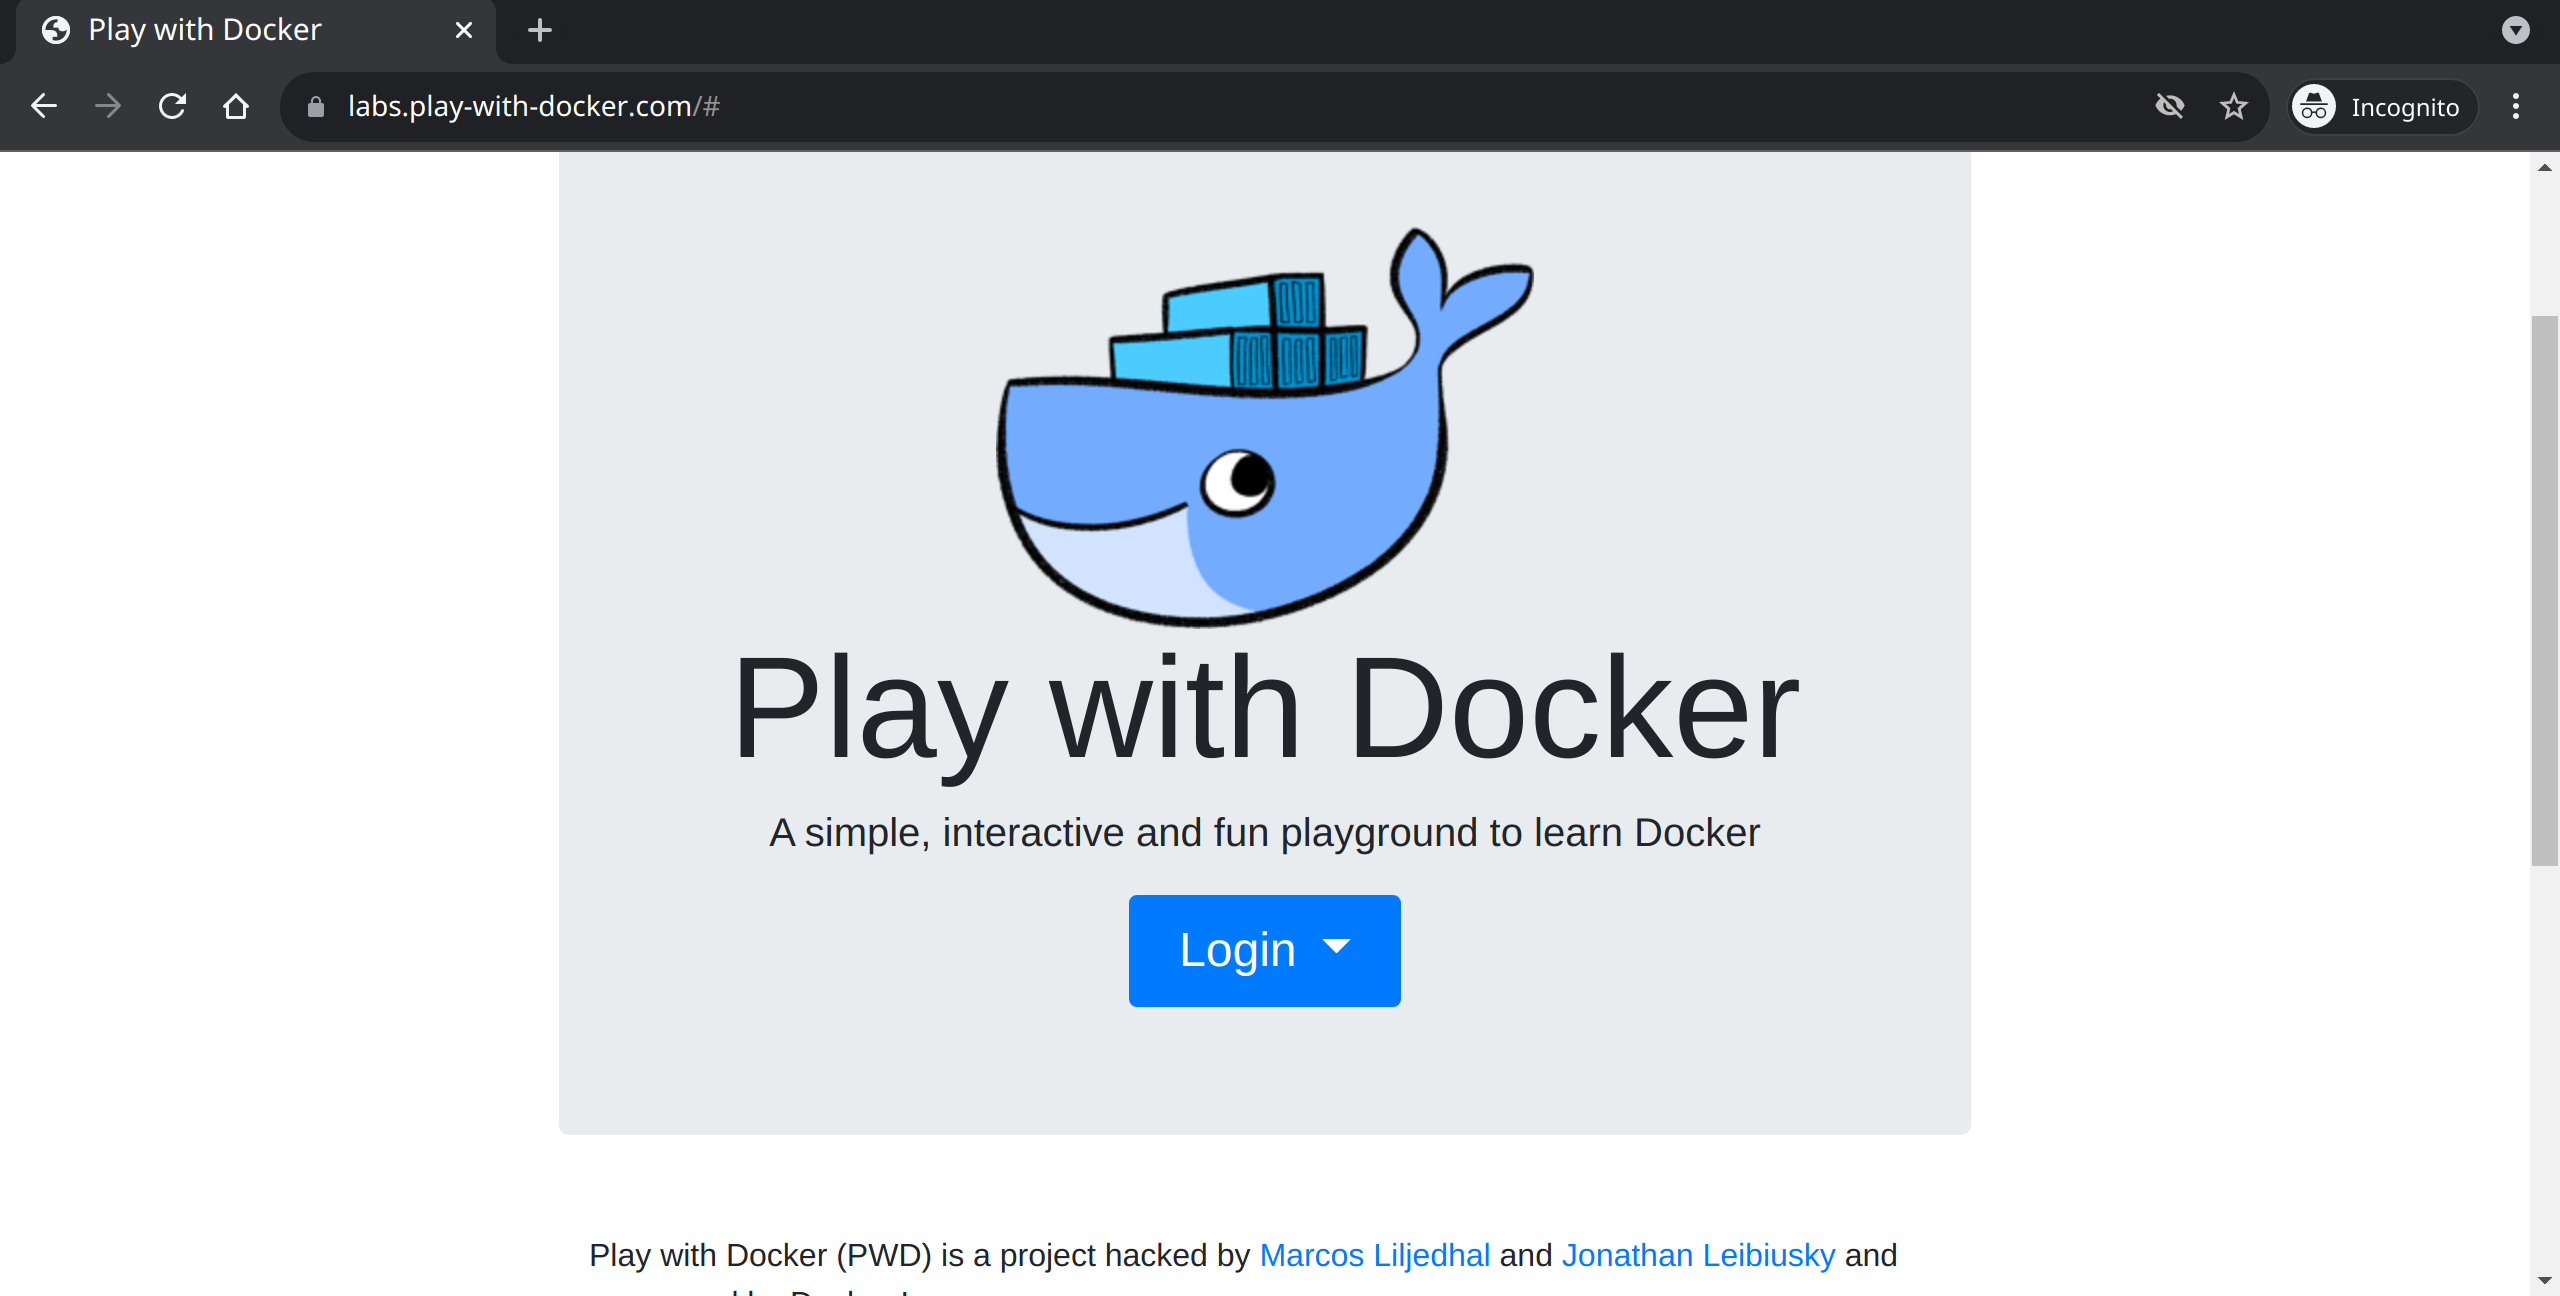 Play with Docker
labs.play-with-docker.com/#
Incognito
Play with Docker
A simple, interactive and fun playground to learn Docker
Login
Play with Docker (PWD) is a project hacked by Marcos Liljedhal and Jonathan Leibiusky and